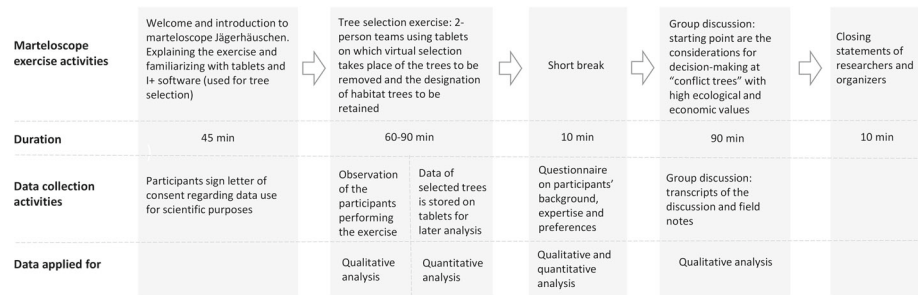 Marteloscope
exercise activities
Welcome and introduction to
marteloscope Jägerhäuschen.
Explaining the exercise and
familiarizing with tablets and
I+ software (used for tree
selection)
Tree selection exercise: 2-
person teams using tablets
on which virtual selection
takes place of the trees to be
removed and the designation
of habitat trees to be
retained
Short break
Group discussion:
starting point are the
considerations for
decision-making at
“conflict trees” with
high ecological and
economic values
Closing
statements of
researchers and
organizers
Duration
45 min
60-90 min
10 min
90 min
10 min
Data collection
activities
Participants sign letter of
consent regarding data use
for scientific purposes
Observation
of the
participants
performing
the exercise
Data of
selected trees
is stored on
tablets for
later analysis
Questionnaire
on participants’
background,
expertise and
preferences
Group discussion:
transcripts of the
discussion and field
notes
Data applied for
Qualitative
analysis
Quantitative
analysis
Qualitative and
quantitative
analysis
Qualitative analysis